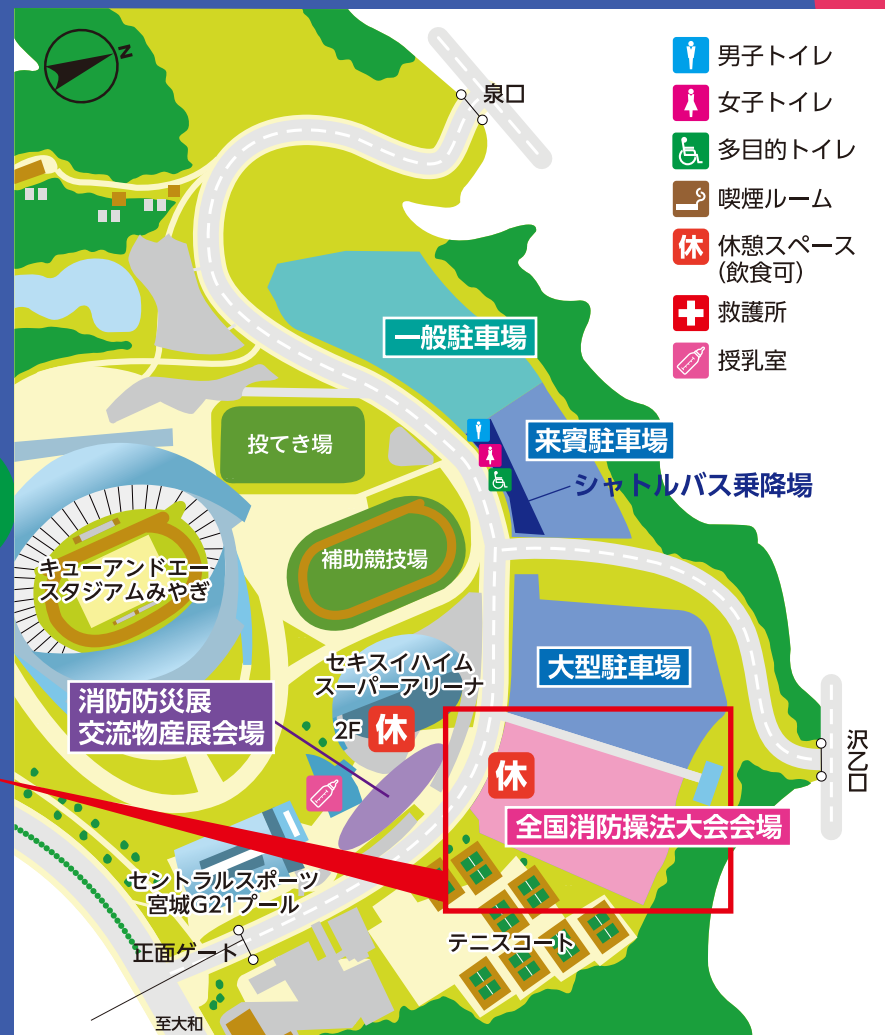 N
泉口
男子トイレ
女子トイレ
多目的トイレ
喫煙ルーム
休
休憩スペース
(飲食可)
救護所
授乳室
一般駐車場
投てき場
来賓駐車場
シャトルバス乗降場
補助競技場
キューアンドエー
スタジアムみやぎ
セキスイハイム
スーパーアリーナ
2F
休
大型駐車場
消防防災展
交流物産展会場
沢乙口
休
全国消防操法大会会場
セントラルスポーツ
宮城G21プール
テニスコート
正面ゲート
至大和